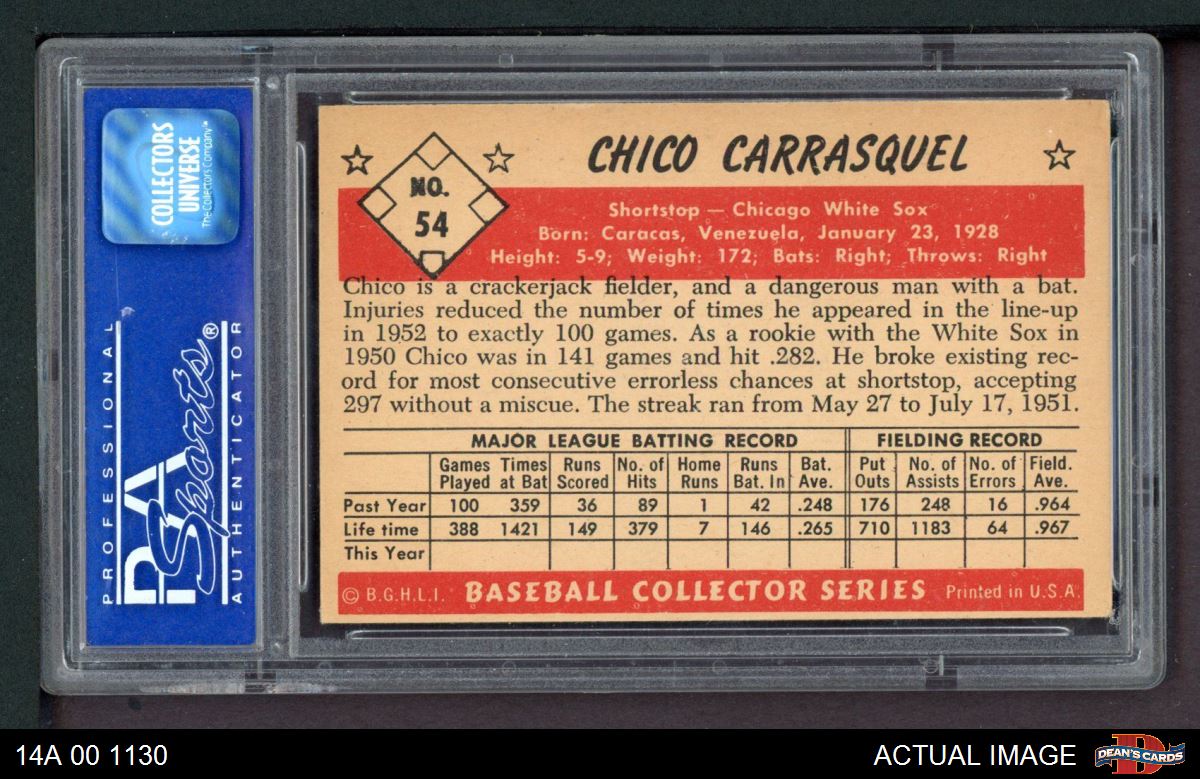 COLLECTORS
UNIVERSE
The Collectors Company™
PROFESSIONAL
PSA
Sports®
AUTHENTICATOR
NO.
54
CHICO CARRASQUEL
Shortstop — Chicago White Sox
Born: Caracas, Venezuela, January 23, 1928
Height: 5-9; Weight: 172; Bats: Right; Throws: Right
Chico is a crackerjack fielder, and a dangerous man with a bat.
Injuries reduced the number of times he appeared in the line-up
in 1952 to exactly 100 games. As a rookie with the White Sox in
1950 Chico was in 141 games and hit .282. He broke existing rec-
ord for most consecutive errorless chances at shortstop, accepting
297 without a miscue. The streak ran from May 27 to July 17, 1951.
MAJOR LEAGUE BATTING RECORD FIELDING RECORD
Games Times Runs No. of Home Runs Bat. Put No. of No. of Field.
Played at Bat Scored Hits Runs Bat. In Ave. Outs Assists Errors Ave.
Past Year 100 359 36 89 1 42 .248 176 248 16 .964
Life time 388 1421 149 379 7 146 .265 710 1183 64 .967
This Year
© B.G.H.L.I. BASEBALL COLLECTOR SERIES Printed in U.S.A.
14A 00 1130
ACTUAL IMAGE
DEAN'S CARDS